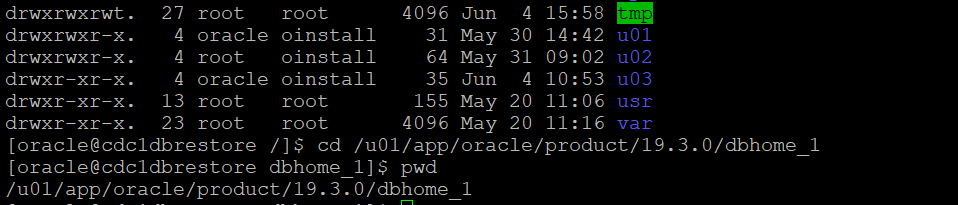 drwxrwxrwt.  27 root   root       4096 Jun  4 15:58 tmp
drwxrwxr-x.   4 oracle oinstall     31 May 30 14:42 u01
drwxrwxr-x.   4 root   oinstall     64 May 31 09:02 u02
drwxr-xr-x.   4 oracle oinstall     35 Jun  4 10:53 u03
drwxr-xr-x.  13 root   root        155 May 20 11:06 usr
drwxr-xr-x.  23 root   root       4096 May 20 11:16 var
[oracle@cdc1dbrestore /]$ cd /u01/app/oracle/product/19.3.0/dbhome_1
[oracle@cdc1dbrestore dbhome_1]$ pwd
/u01/app/oracle/product/19.3.0/dbhome_1